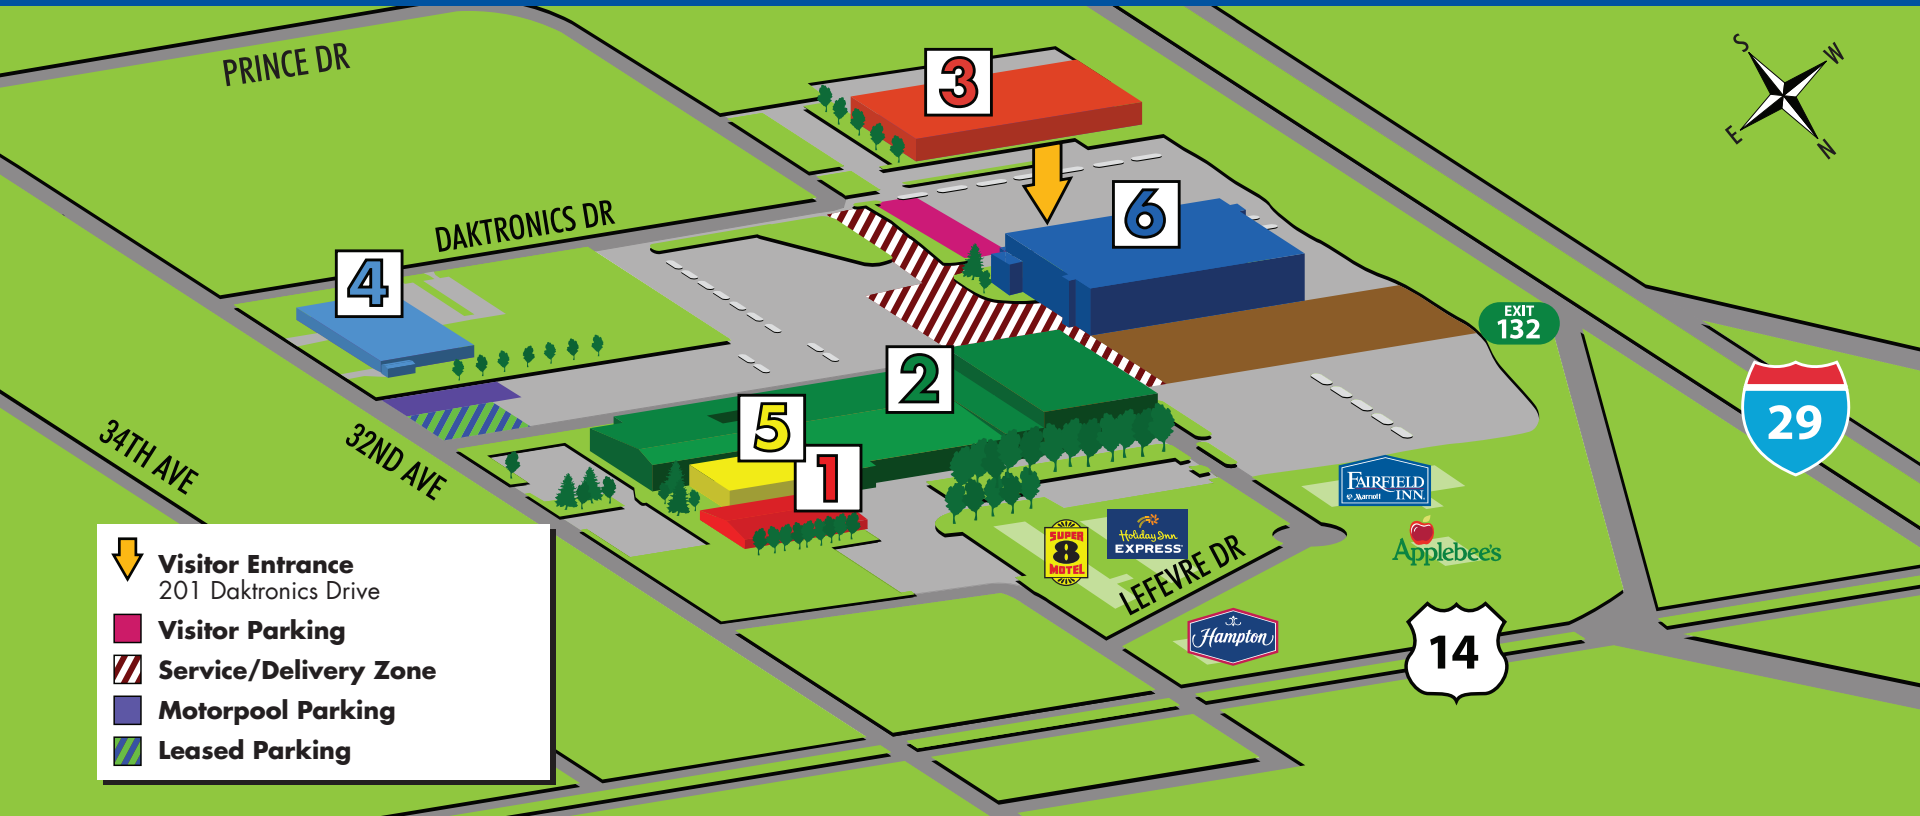 PRINCE DR
3
S
W
E
N
DAKTRONICS DR
6
4
EXIT
132
2
29
5
1
34TH AVE
32ND AVE
FAIRFIELD
INN
by Marriott
Applebee's
SUPER
8
MOTEL
Holiday Inn
EXPRESS
LEFEVRE DR
Hampton
14
Visitor Entrance
201 Daktronics Drive
Visitor Parking
Service/Delivery Zone
Motorpool Parking
Leased Parking